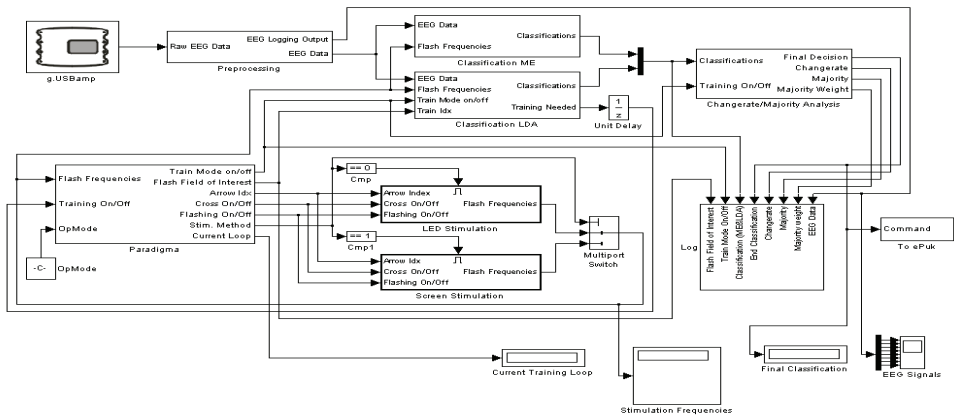 g.USBamp
Raw EEG Data
EEG Logging Output
EEG Data
Preprocessing
EEG Data
Flash Frequencies
Classifications
Classification ME
EEG Data
Flash Frequencies
Train Mode on/off
Train Idx
Classifications
Training Needed
Classification LDA
1
z
Unit Delay
Classifications
Training On/Off
Final Decision
Changerate
Majority
Majority Weight
Changerate/Majority Analysis
Flash Frequencies
Training On/Off
OpMode
Train Mode on/off
Flash Field of Interest
Arrow Idx
Cross On/Off
Flashing On/Off
Stim. Method
Current Loop
Paradigma
-C-
OpMode
== 0
Cmp
Arrow Index
Cross On/Off
Flashing On/Off
Flash Frequencies
LED Stimulation
== 1
Cmp1
Arrow Idx
Cross On/Off
Flashing On/Off
Flash Frequencies
Screen Stimulation
Multiport
Switch
Log
Flash Field of Interest
Train Mode On/Off
Classification (ME&LDA)
End Classification
Changerate
Majority
Majority weight
EEG Data
Command
To ePuk
Current Training Loop
Stimulation Frequencies
Final Classification
EEG Signals